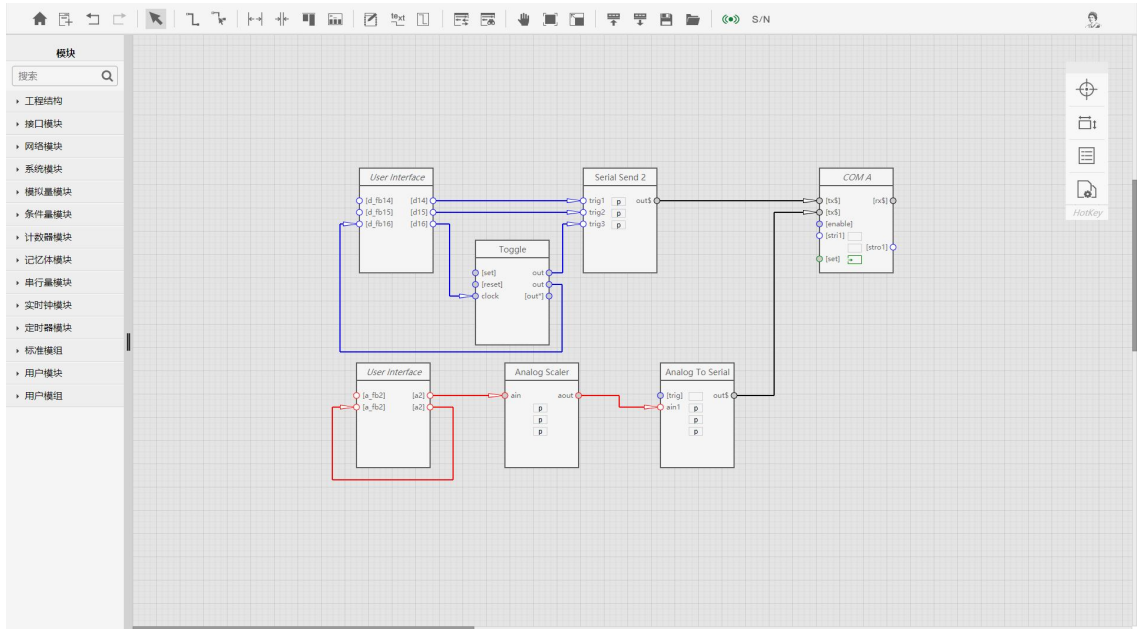 text
S/N
模块
搜索
工程结构
接口模块
网络模块
系统模块
模拟量模块
条件量模块
计数器模块
记忆体模块
串行量模块
实时钟模块
定时器模块
标准模组
用户模块
用户模组
HotKey
User Interface
[d_fb14] [d14]
[d_fb15] [d15]
[d_fb16] [d16]
Serial Send 2
trig1 p out$
trig2 p
trig3 p
COM A
[tx$] [rx$]
[tx$]
[enable]
[stri1]
[stro1]
[set]
Toggle
[set] out
[reset] out
clock [out*]
User Interface
[a_fb2] [a2]
[a_fb2] [a2]
Analog Scaler
ain aout
p
p
p
Analog To Serial
[trig] out$
ain1 p
p
p